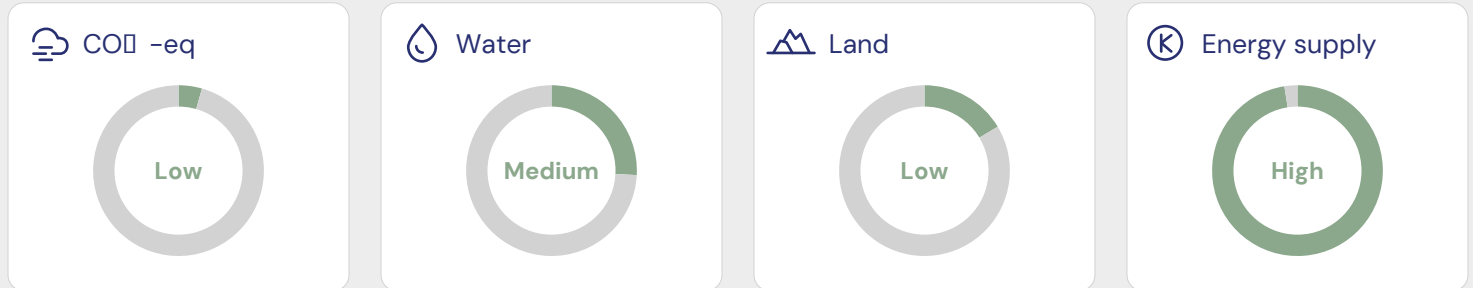 CO▯ -eq
Water
Land
Energy supply
Low
Medium
Low
High